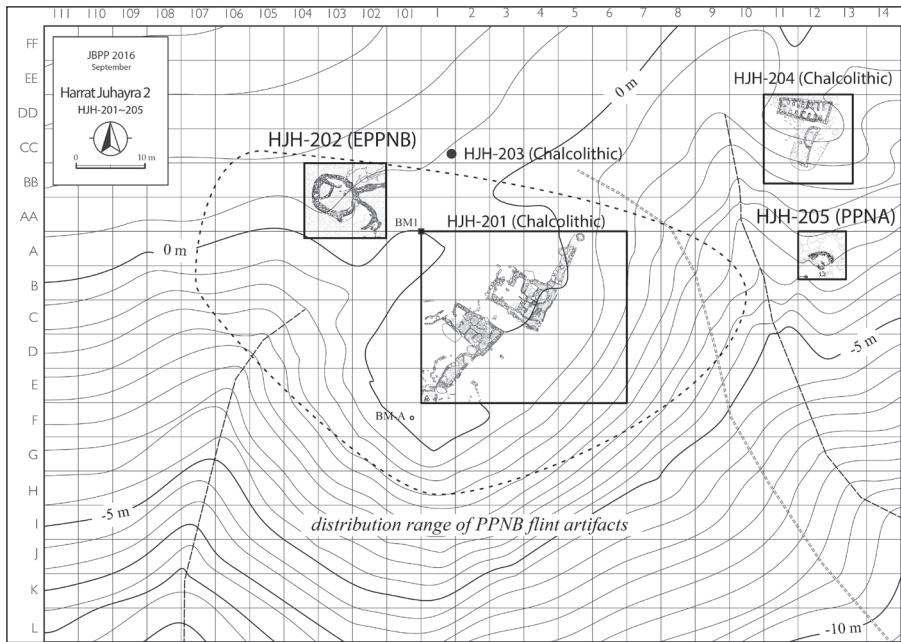 111 110 109 108 107 106 105 104 103 102 101 1 2 3 4 5 6 7 8 9 10 11 12 13 14
FF
EE
DD
CC
BB
AA
A
B
C
D
E
F
G
H
I
J
K
L
JBPP 2016
September
Harrat Juhayra 2
HJH-201~205
0 10 m
0 m
HJH-204 (Chalcolithic)
HJH-202 (EPPNB)
HJH-203 (Chalcolithic)
BM1
HJH-201 (Chalcolithic)
HJH-205 (PPNA)
0 m
-5 m
BM-A
-5 m
distribution range of PPNB flint artifacts
-10 m